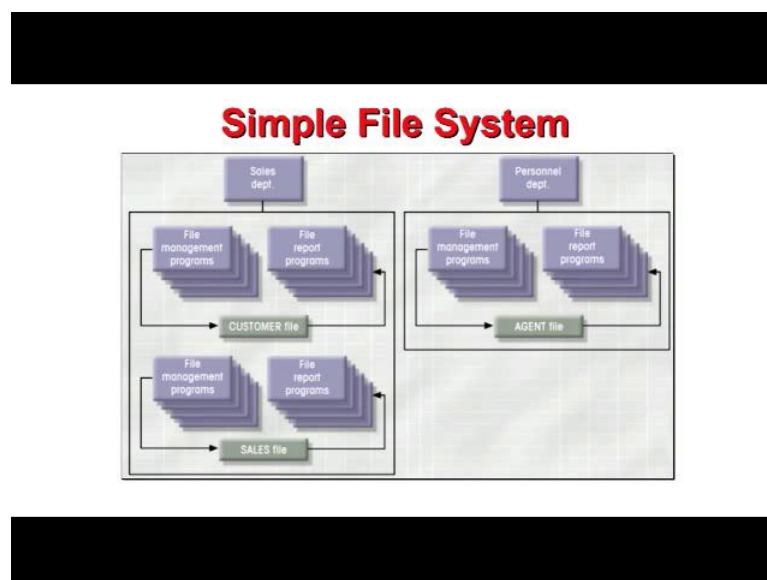 Simple File System
Sales
dept.
File
management
programs
File
report
programs
CUSTOMER file
File
management
programs
File
report
programs
SALES file
Personnel
dept.
File
management
programs
File
report
programs
AGENT file